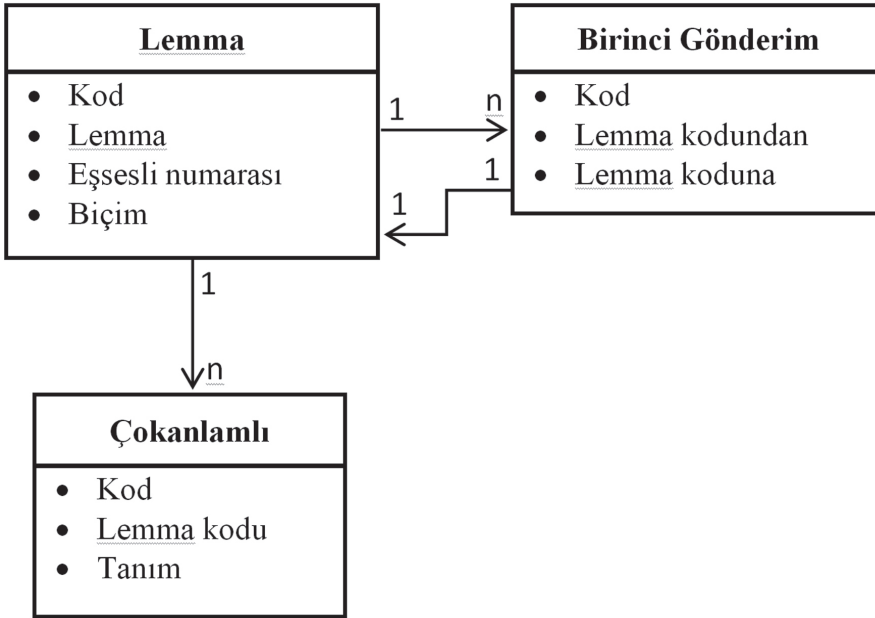 Lemma
• Kod
• Lemma
• Eşsesli numarası
• Biçim
1
n
1
1
Birinci Gönderim
• Kod
• Lemma kodundan
• Lemma koduna
1
n
Çokanlamlı
• Kod
• Lemma kodu
• Tanım